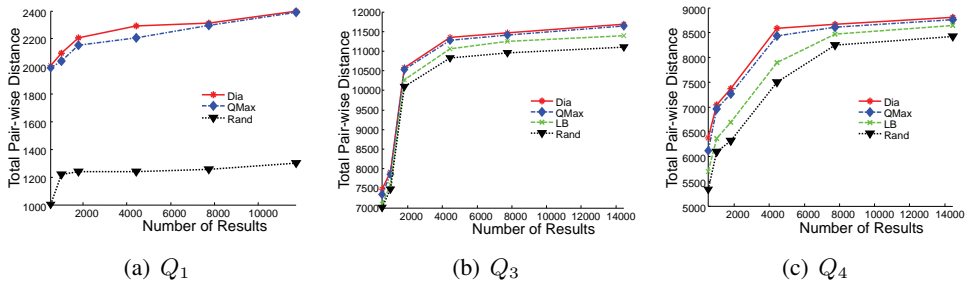 Total Pair-wise Distance
2400
2200
2000
1800
1600
1400
1200
1000
Dia
QMax
Rand
2000 4000 6000 8000 10000
Number of Results
(a) Q1
Total Pair-wise Distance
12000
11500
11000
10500
10000
9500
9000
8500
8000
7500
7000
Dia
QMax
LB
Rand
2000 4000 6000 8000 10000 12000 14000
Number of Results
(b) Q3
Total Pair-wise Distance
9000
8500
8000
7500
7000
6500
6000
5500
5000
Dia
QMax
LB
Rand
2000 4000 6000 8000 10000 12000 14000
Number of Results
(c) Q4